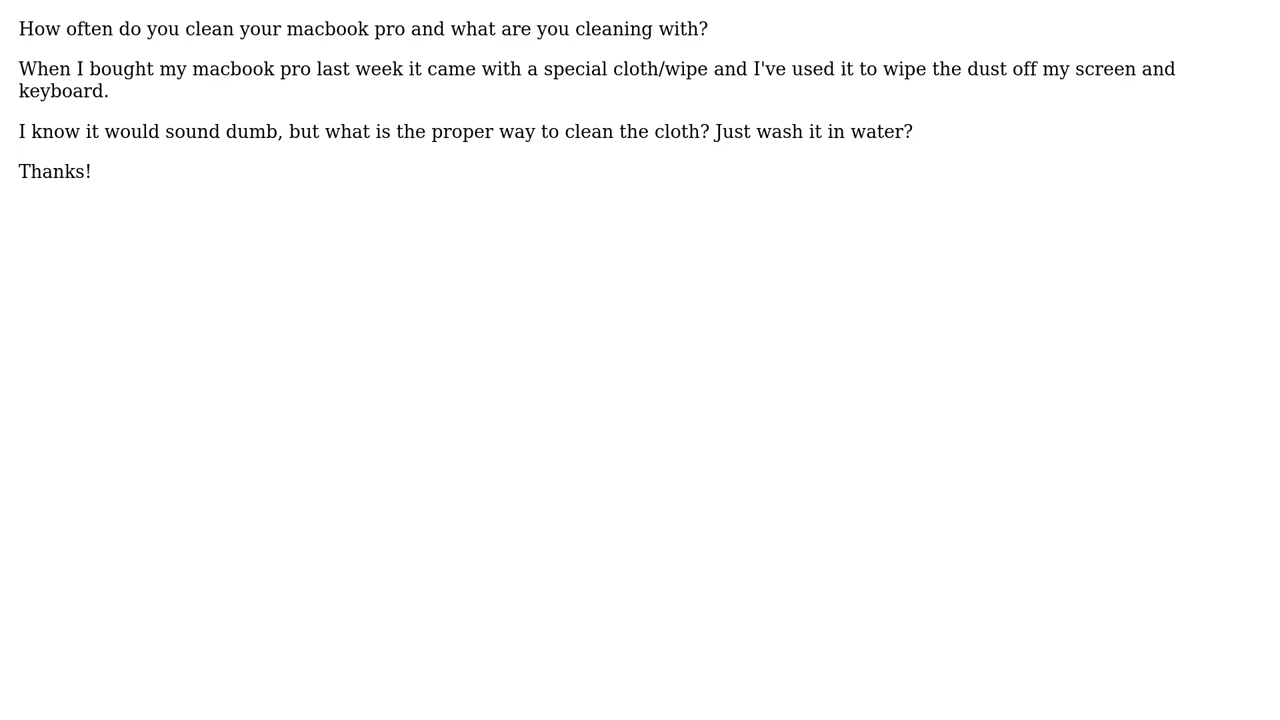 How often do you clean your macbook pro and what are you cleaning with?
When I bought my macbook pro last week it came with a special cloth/wipe and I've used it to wipe the dust off my screen and
keyboard.
I know it would sound dumb, but what is the proper way to clean the cloth? Just wash it in water?
Thanks!